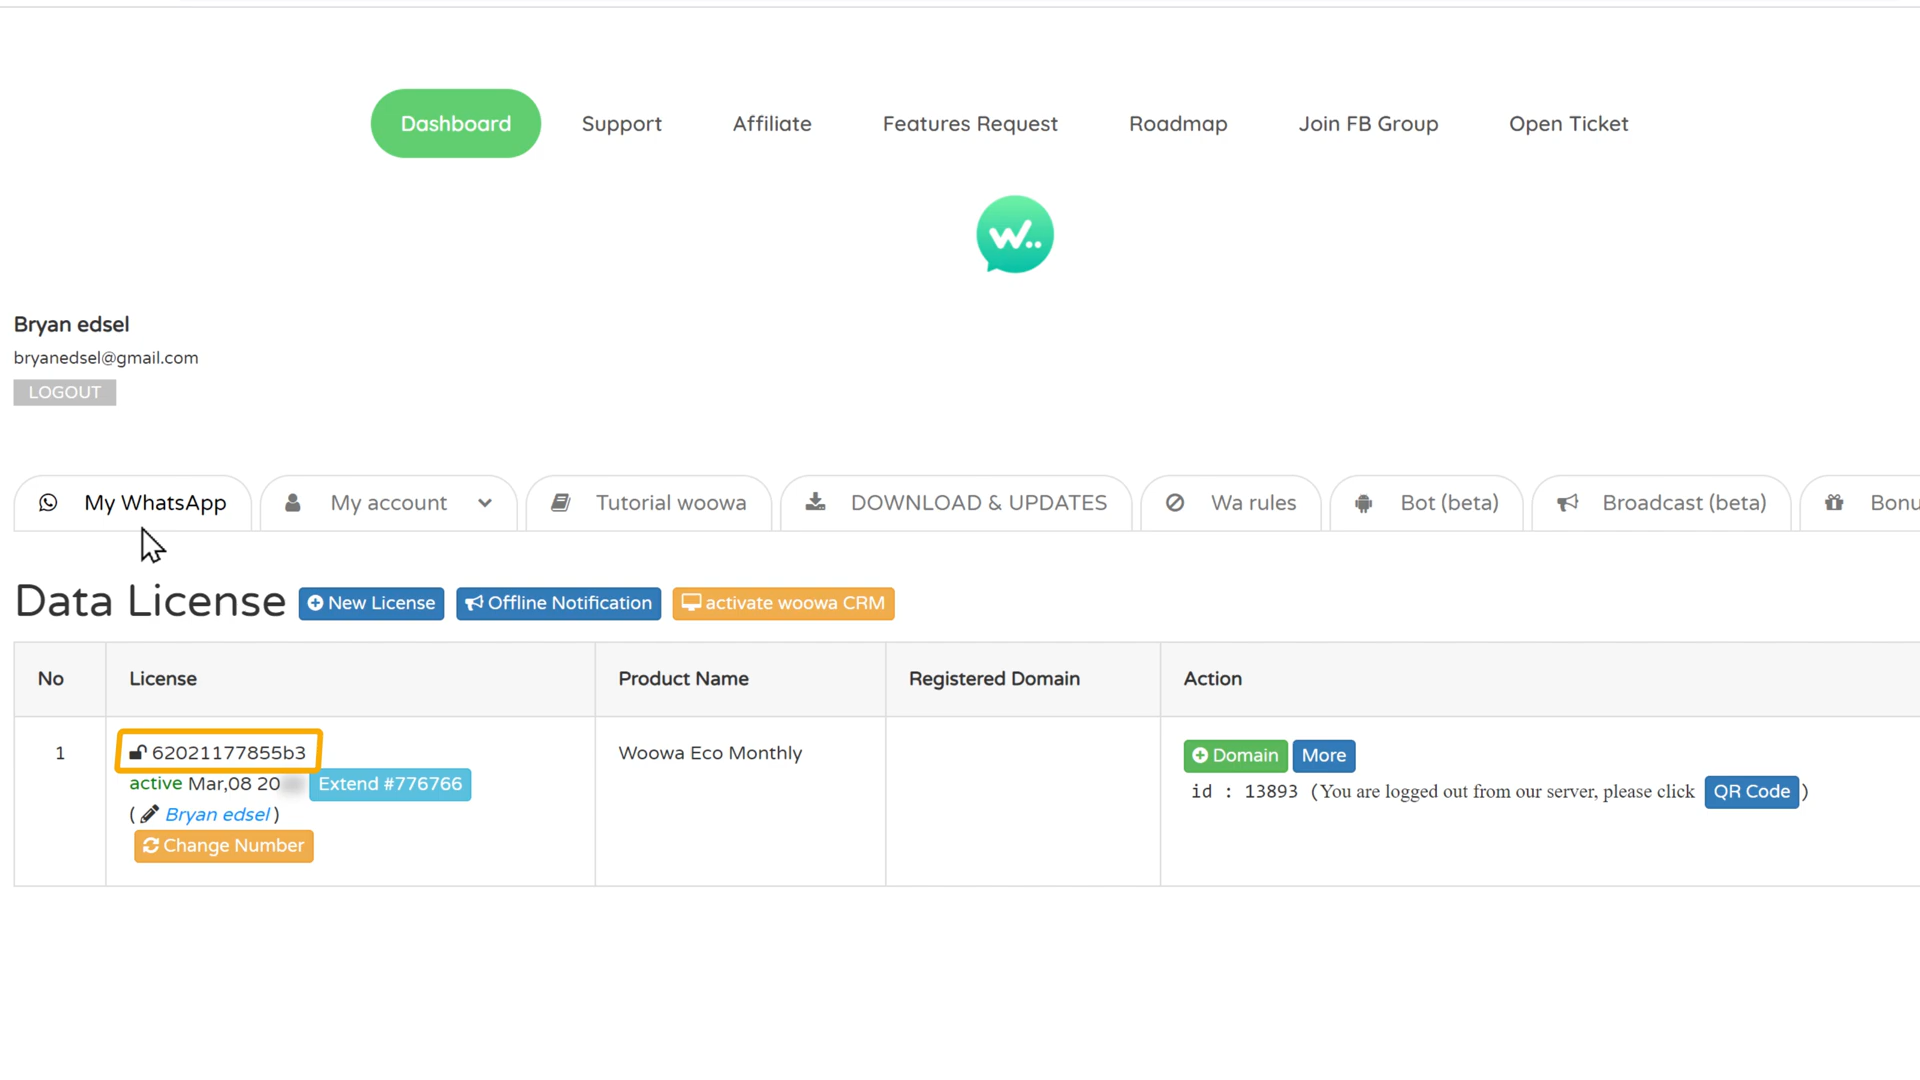 Dashboard Support Affiliate Features Request Roadmap Join FB Group Open Ticket
W..
Bryan edsel
bryanedsel@gmail.com
LOGOUT
My WhatsApp My account Tutorial woowa DOWNLOAD & UPDATES Wa rules Bot (beta) Broadcast (beta) Bonu
Data License New License Offline Notification activate woowa CRM
No License Product Name Registered Domain Action
1 62021177855b3 Woowa Eco Monthly Domain More
active Mar,08 20 Extend #776766 id : 13893 (You are logged out from our server, please click QR Code )
( Bryan edsel )
Change Number